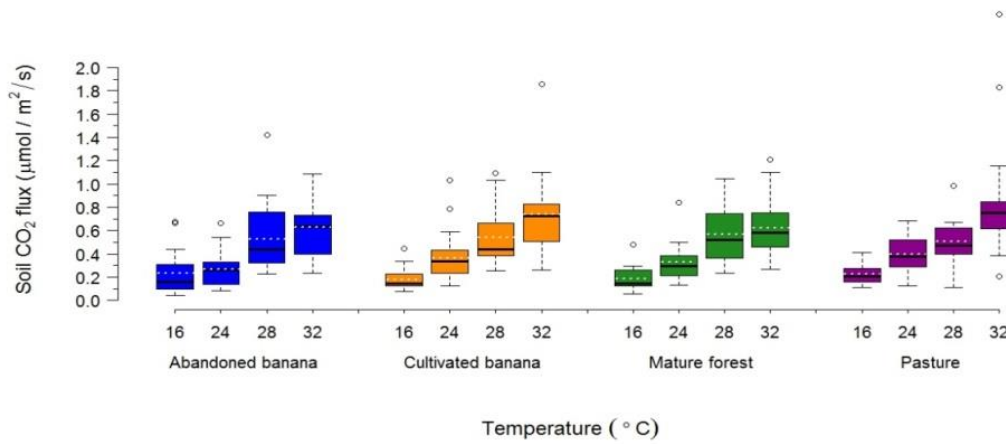 Soil CO2 flux (μmol / m²/s)
2.0
1.8
1.6
1.4
1.2
1.0
0.8
0.6
0.4
0.2
0.0
16 24 28 32 16 24 28 32 16 24 28 32 16 24 28 32
Abandoned banana Cultivated banana Mature forest Pasture
Temperature (°C)